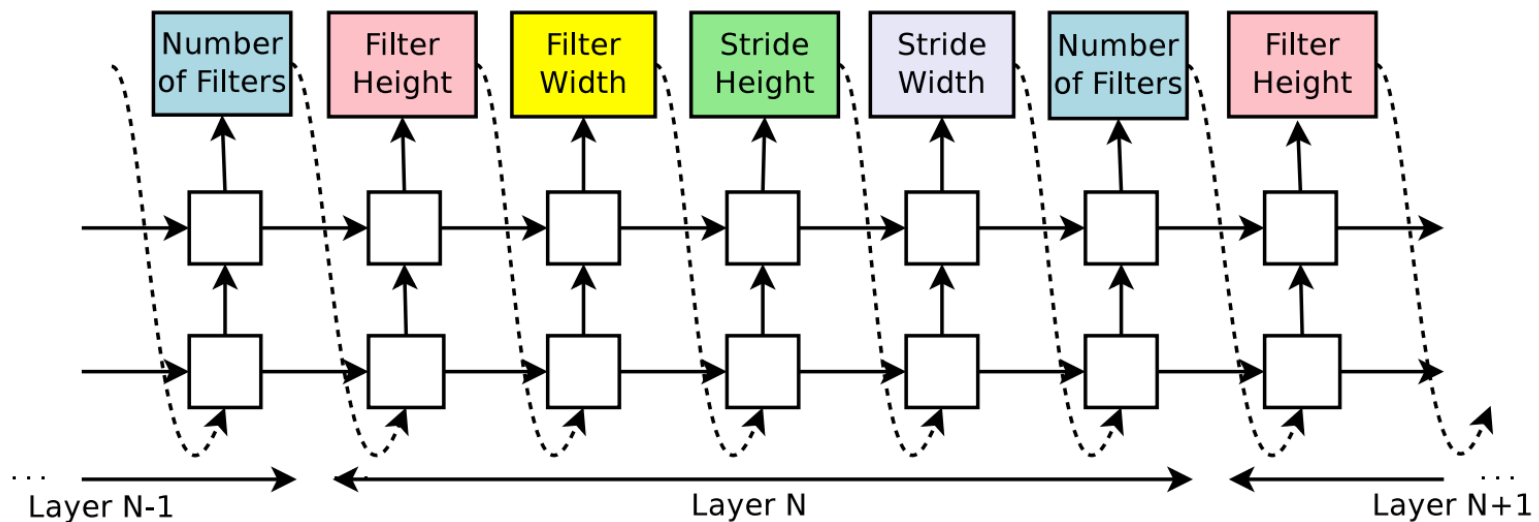 Number
of Filters
Filter
Height
Filter
Width
Stride
Height
Stride
Width
Number
of Filters
Filter
Height
...
...
Layer N-1
Layer N
Layer N+1